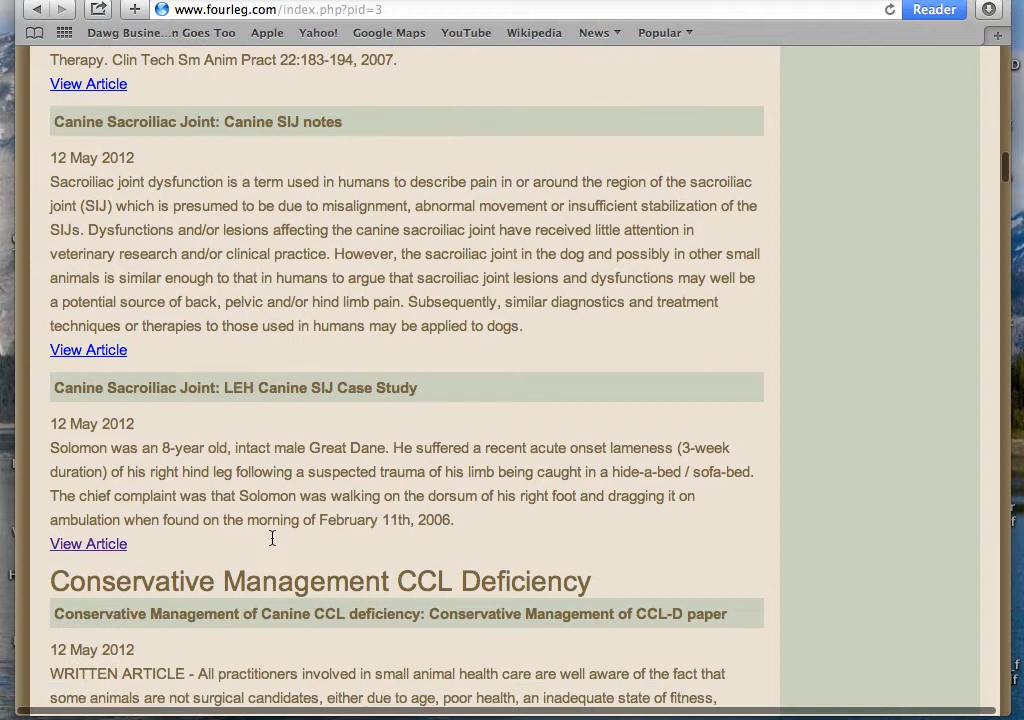 www.fourleg.com/index.php?pid=3
Reader
Dawg Busine...n Goes Too Apple Yahoo! Google Maps YouTube Wikipedia News Popular
Therapy. Clin Tech Sm Anim Pract 22:183-194, 2007.
View Article
Canine Sacroiliac Joint: Canine SIJ notes
12 May 2012
Sacroiliac joint dysfunction is a term used in humans to describe pain in or around the region of the sacroiliac
joint (SIJ) which is presumed to be due to misalignment, abnormal movement or insufficient stabilization of the
SIJs. Dysfunctions and/or lesions affecting the canine sacroiliac joint have received little attention in
veterinary research and/or clinical practice. However, the sacroiliac joint in the dog and possibly in other small
animals is similar enough to that in humans to argue that sacroiliac joint lesions and dysfunctions may well be
a potential source of back, pelvic and/or hind limb pain. Subsequently, similar diagnostics and treatment
techniques or therapies to those used in humans may be applied to dogs.
View Article
Canine Sacroiliac Joint: LEH Canine SIJ Case Study
12 May 2012
Solomon was an 8-year old, intact male Great Dane. He suffered a recent acute onset lameness (3-week
duration) of his right hind leg following a suspected trauma of his limb being caught in a hide-a-bed / sofa-bed.
The chief complaint was that Solomon was walking on the dorsum of his right foot and dragging it on
ambulation when found on the morning of February 11th, 2006.
View Article
Conservative Management CCL Deficiency
Conservative Management of Canine CCL deficiency: Conservative Management of CCL-D paper
12 May 2012
WRITTEN ARTICLE - All practitioners involved in small animal health care are well aware of the fact that
some animals are not surgical candidates, either due to age, poor health, an inadequate state of fitness,